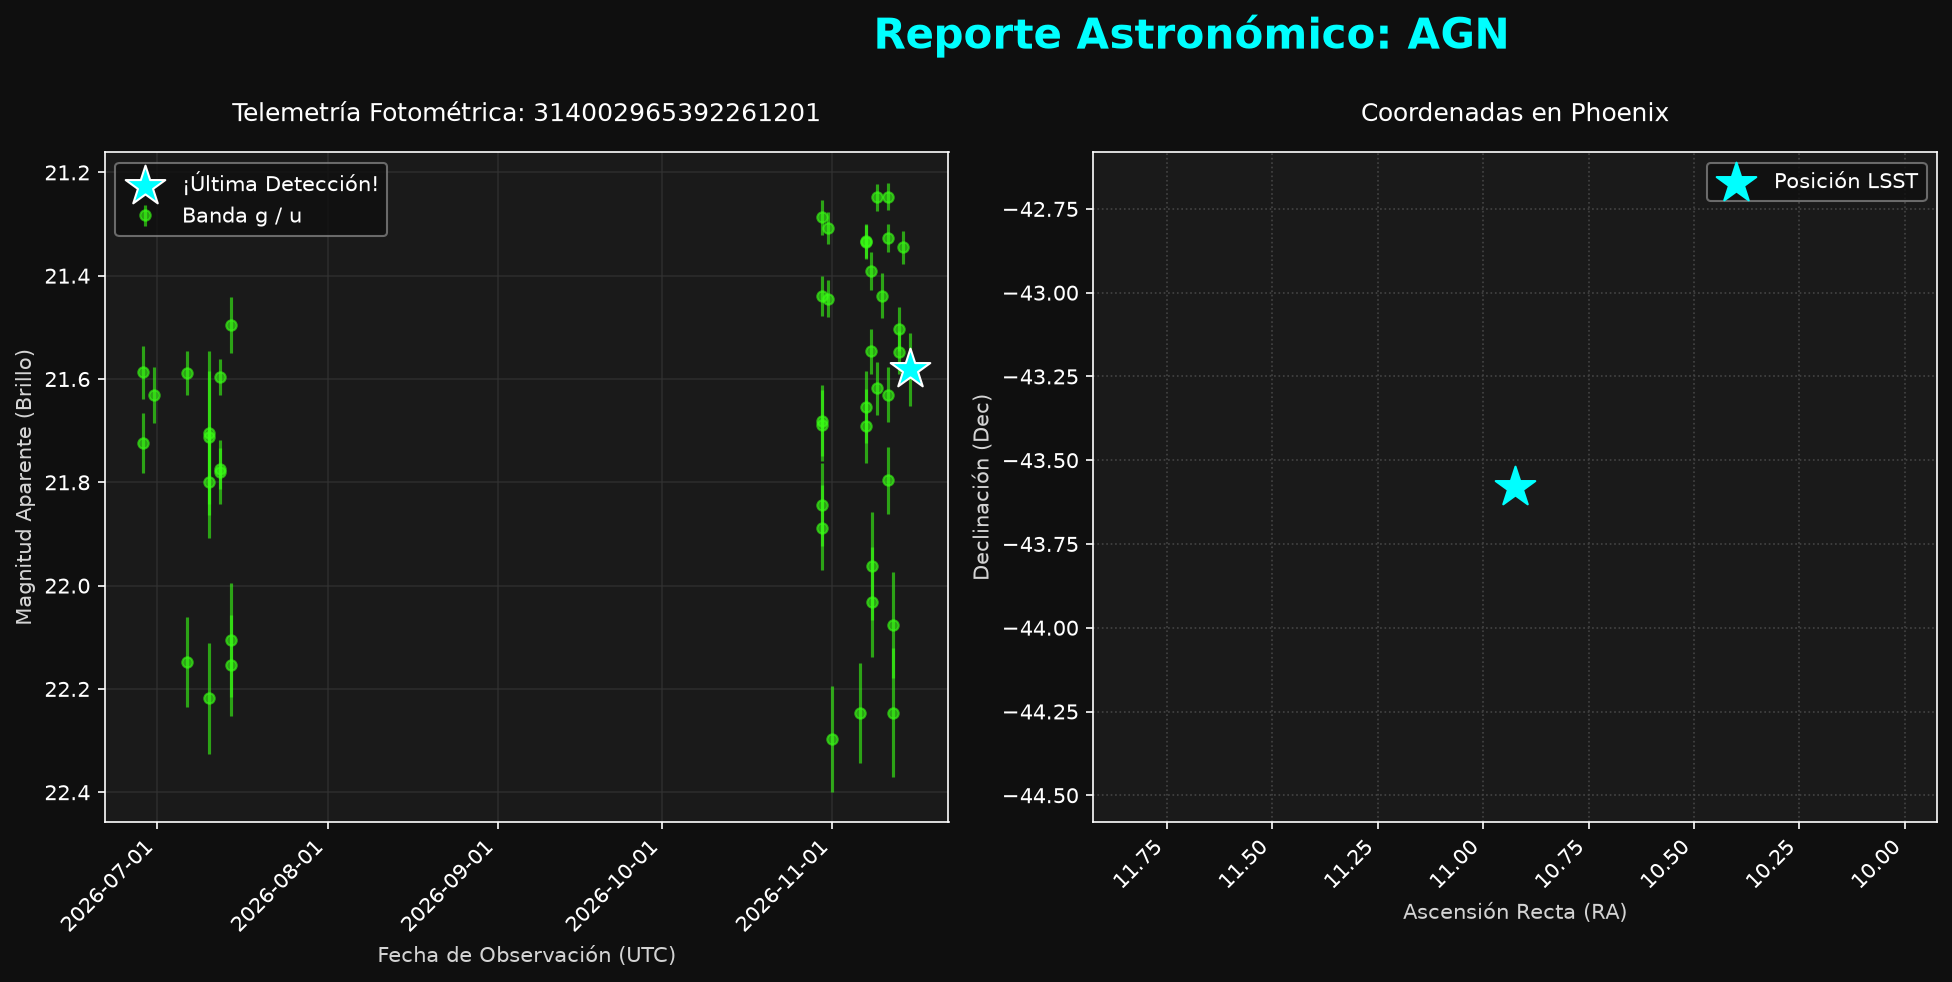 Reporte Astronómico: AGN
Telemetría Fotométrica: 314002965392261201
¡Última Detección!
Banda g / u
21.2
21.4
21.6
21.8
22.0
22.2
22.4
Magnitud Aparente (Brillo)
2026-07-01
2026-08-01
2026-09-01
2026-10-01
2026-11-01
Fecha de Observación (UTC)
Coordenadas en Phoenix
Posición LSST
−42.75
−43.00
−43.25
−43.50
−43.75
−44.00
−44.25
−44.50
Declinación (Dec)
11.75
11.50
11.25
11.00
10.75
10.50
10.25
10.00
Ascensión Recta (RA)